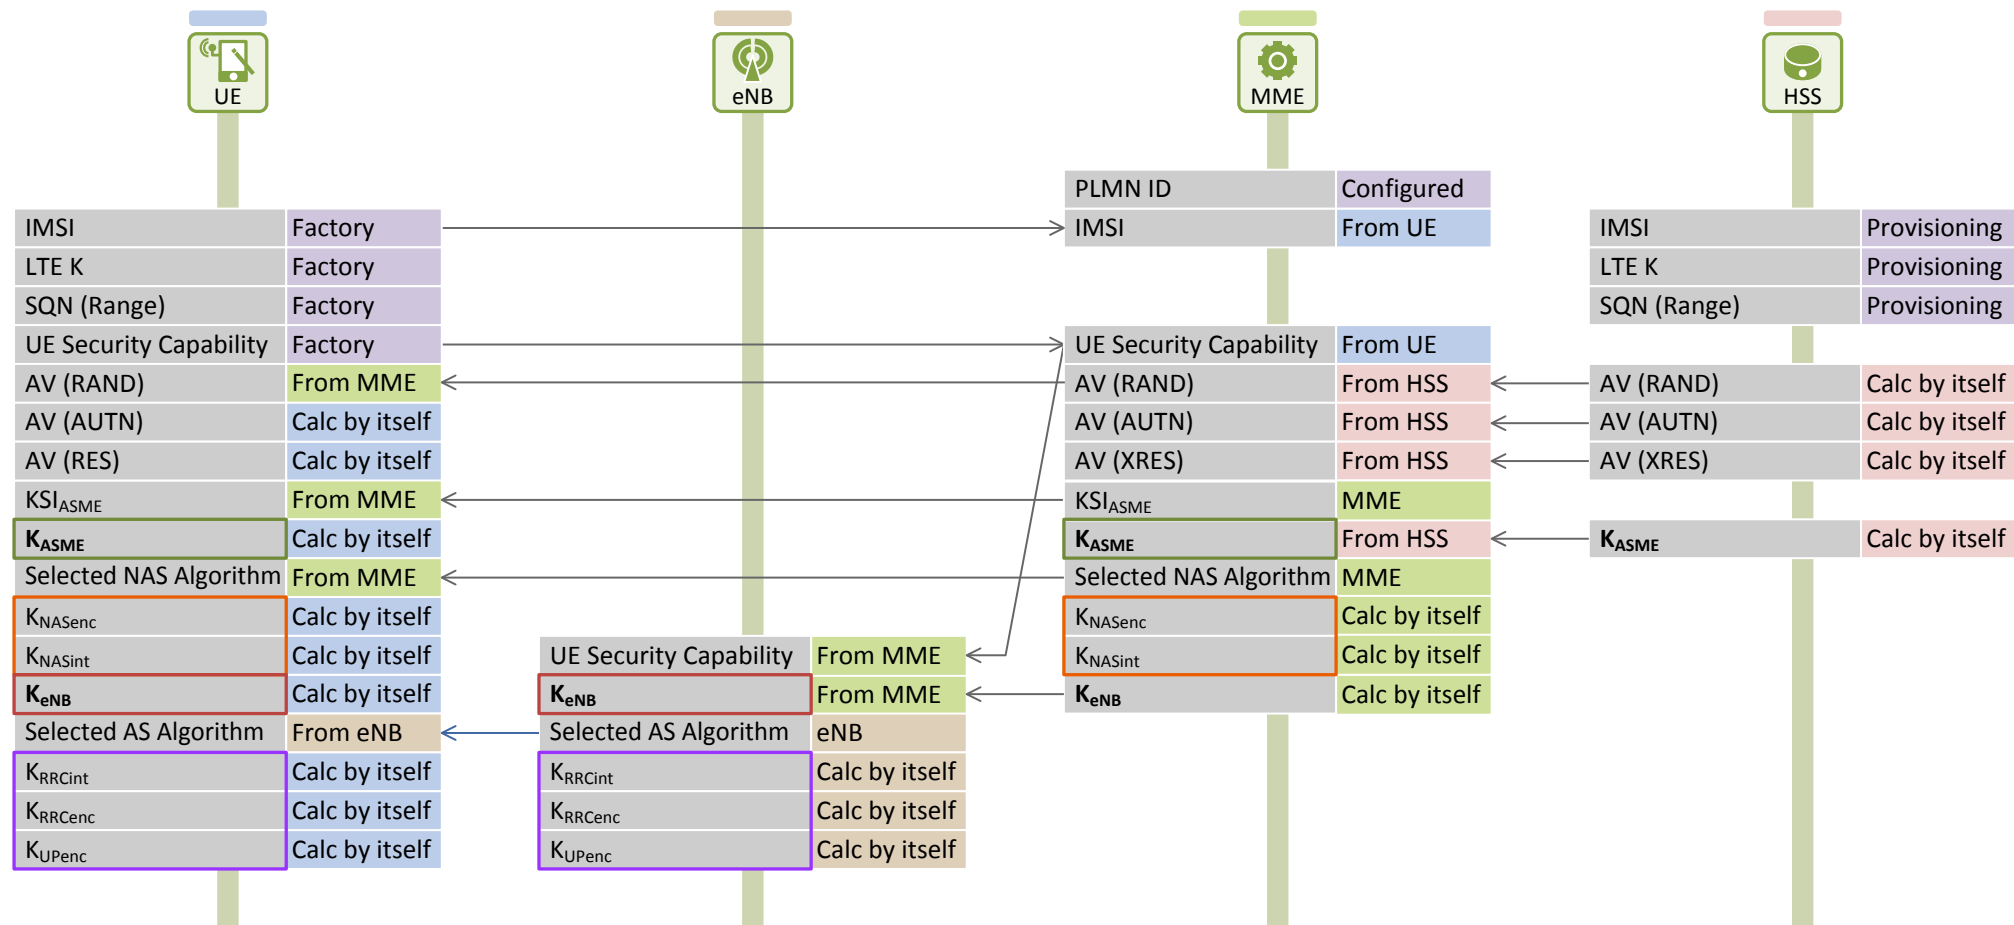 UE
eNB
MME
HSS
PLMN ID Configured
IMSI Factory
IMSI From UE
IMSI Provisioning
LTE K Factory
LTE K Provisioning
SQN (Range) Factory
SQN (Range) Provisioning
UE Security Capability Factory
UE Security Capability From UE
AV (RAND) From MME
AV (RAND) From HSS
AV (RAND) Calc by itself
AV (AUTN) Calc by itself
AV (AUTN) From HSS
AV (AUTN) Calc by itself
AV (RES) Calc by itself
AV (XRES) From HSS
AV (XRES) Calc by itself
KSIASME From MME
KSIASME MME
KASME Calc by itself
KASME From HSS
KASME Calc by itself
Selected NAS Algorithm From MME
Selected NAS Algorithm MME
KNASenc Calc by itself
KNASenc Calc by itself
KNASint Calc by itself
UE Security Capability From MME
KNASint Calc by itself
KeNB Calc by itself
KeNB From MME
KeNB Calc by itself
Selected AS Algorithm From eNB
Selected AS Algorithm eNB
KRRCint Calc by itself
KRRCint Calc by itself
KRRCenc Calc by itself
KRRCenc Calc by itself
KUPenc Calc by itself
KUPenc Calc by itself